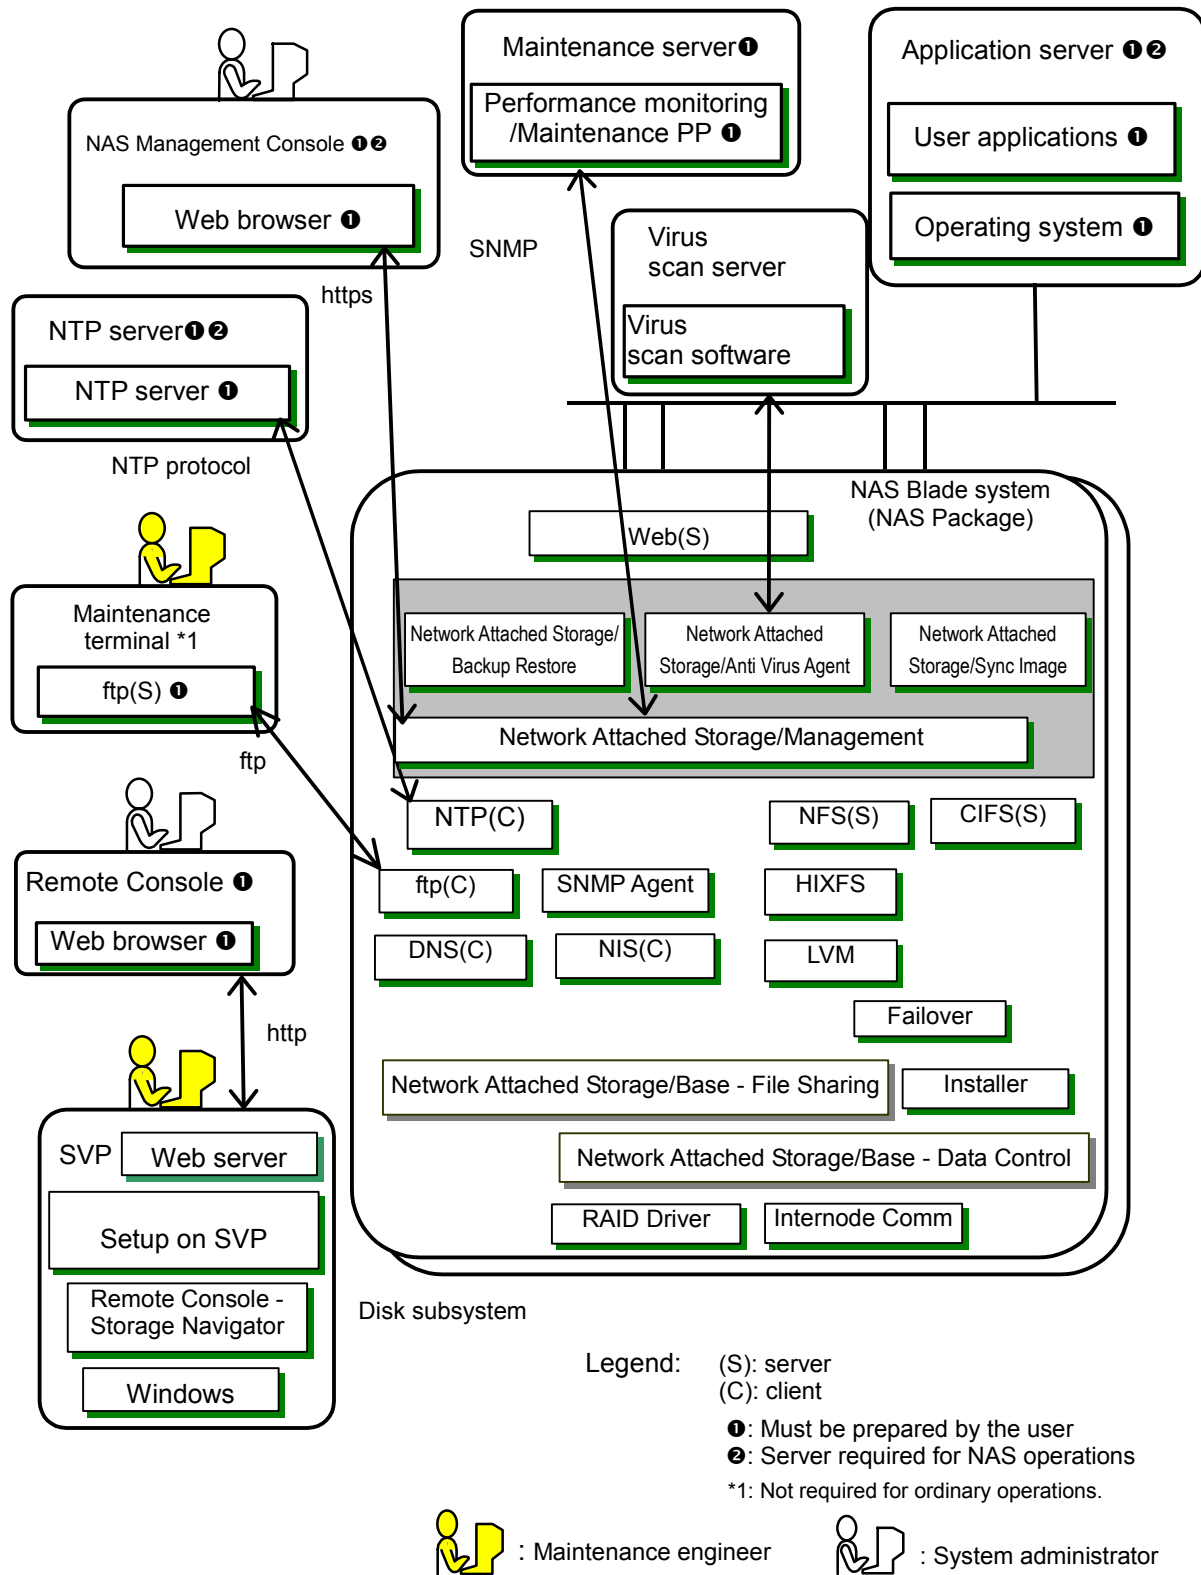 Maintenance server❶
Performance monitoring
/Maintenance PP ❶
Application server ❶❷
User applications ❶
Operating system ❶
NAS Management Console ❶❷
Web browser ❶
SNMP
https
Virus
scan server
Virus
scan software
NTP server❶❷
NTP server ❶
NTP protocol
NAS Blade system
(NAS Package)
Web(S)
Maintenance
terminal *1
ftp(S) ❶
ftp
Network Attached Storage/
Backup Restore
Network Attached
Storage/Anti Virus Agent
Network Attached
Storage/Sync Image
Network Attached Storage/Management
NTP(C)
NFS(S)
CIFS(S)
ftp(C)
SNMP Agent
HIXFS
DNS(C)
NIS(C)
LVM
Failover
Remote Console ❶
Web browser ❶
http
Network Attached Storage/Base - File Sharing
Installer
Network Attached Storage/Base - Data Control
RAID Driver
Internode Comm
SVP
Web server
Setup on SVP
Remote Console -
Storage Navigator
Windows
Disk subsystem
Legend:
(S): server
(C): client
❶: Must be prepared by the user
❷: Server required for NAS operations
*1: Not required for ordinary operations.
: Maintenance engineer
: System administrator